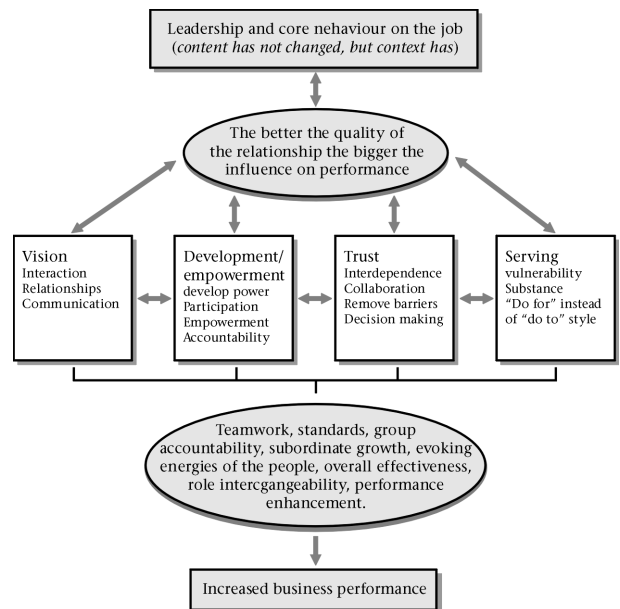 Leadership and core nehaviour on the job
(content has not changed, but context has)
The better the quality of
the relationship the bigger the
influence on performance
Vision
Interaction
Relationships
Communication
Development/
empowerment
develop power
Participation
Empowerment
Accountability
Trust
Interdependence
Collaboration
Remove barriers
Decision making
Serving
vulnerability
Substance
“Do for” instead
of “do to” style
Teamwork, standards, group
accountability, subordinate growth, evoking
energies of the people, overall effectiveness,
role intercgangeability, performance
enhancement.
Increased business performance